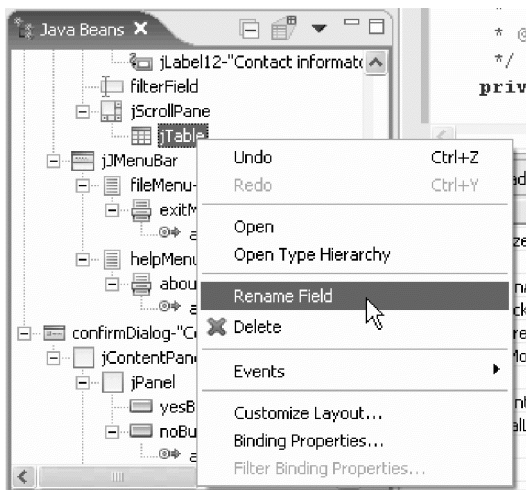 Java Beans
* @
jLabel12-"Contact informat
*/
filterField
priv
jScrollPane
jTable
jJMenuBar
Undo Ctrl+Z
fileMenu-
Redo Ctrl+Y
exitM
Open
helpMenu
Open Type Hierarchy
abou
Rename Field
Delete
confirmDialog-"C
jContentPan
Events
jPanel
yesB
Customize Layout...
noBu
Binding Properties...
Filter Binding Properties...